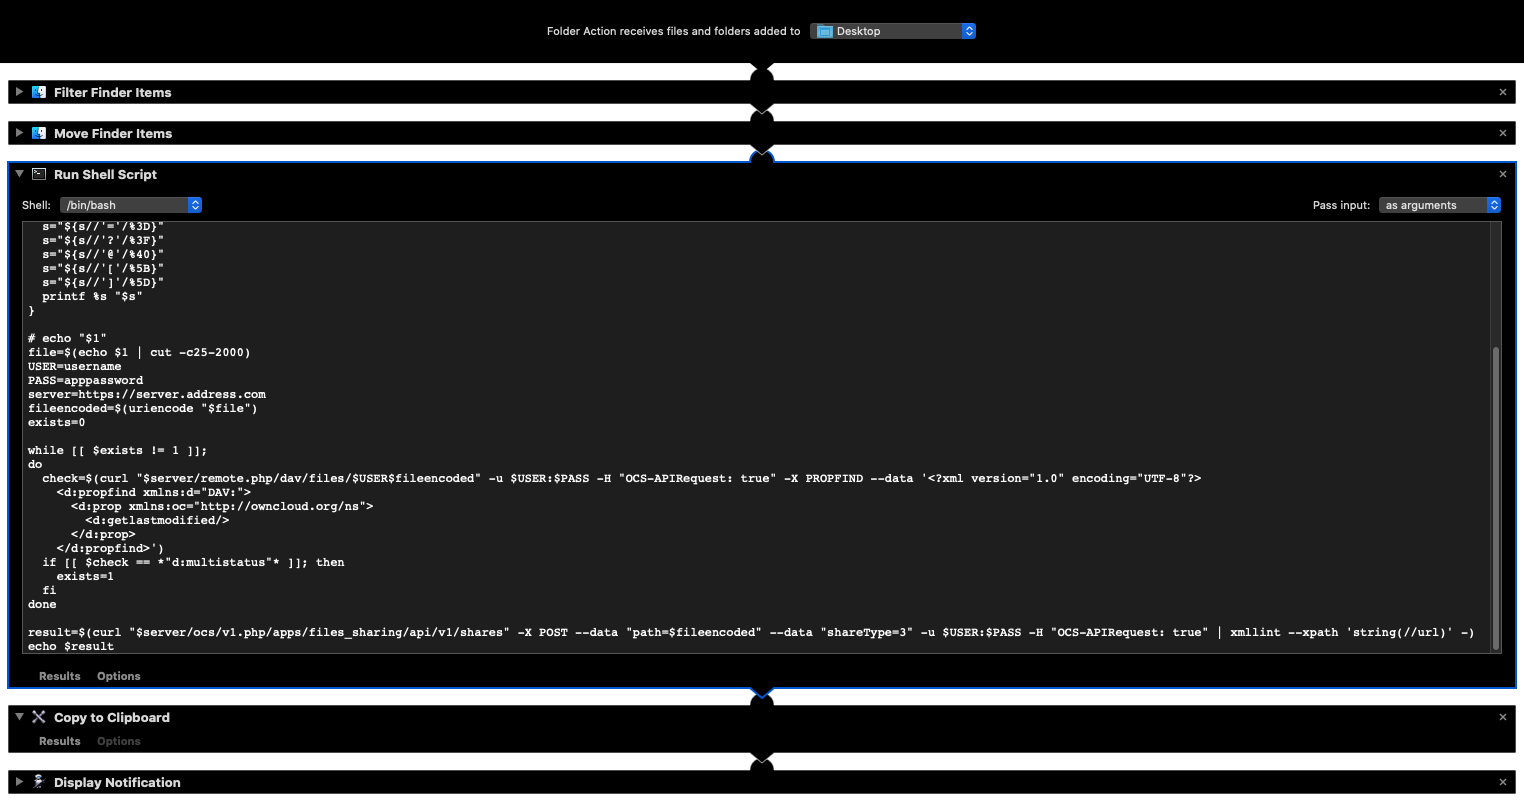 Folder Action receives files and folders added to Desktop
Filter Finder Items
Move Finder Items
Run Shell Script
Shell: /bin/bash Pass input: as arguments
  s="${s//'='/%3D}"
  s="${s//'?'/%3F}"
  s="${s//'@'/%40}"
  s="${s//'['/%5B}"
  s="${s//']'/%5D}"
  printf %s "$s"
}
# echo "$1"
file=$(echo $1 | cut -c25-2000)
USER=username
PASS=apppassword
server=https://server.address.com
fileencoded=$(uriencode "$file")
exists=0
while [[ $exists != 1 ]];
do
  check=$(curl "$server/remote.php/dav/files/$USER$fileencoded" -u $USER:$PASS -H "OCS-APIRequest: true" -X PROPFIND --data '<?xml version="1.0" encoding="UTF-8"?>
    <d:propfind xmlns:d="DAV:">
      <d:prop xmlns:oc="http://owncloud.org/ns">
        <d:getlastmodified/>
      </d:prop>
    </d:propfind>')
  if [[ $check == *"d:multistatus"* ]]; then
    exists=1
  fi
done
result=$(curl "$server/ocs/v1.php/apps/files_sharing/api/v1/shares" -X POST --data "path=$fileencoded" --data "shareType=3" -u $USER:$PASS -H "OCS-APIRequest: true" | xmllint --xpath 'string(//url)' -)
echo $result
Results Options
Copy to Clipboard
Results Options
Display Notification